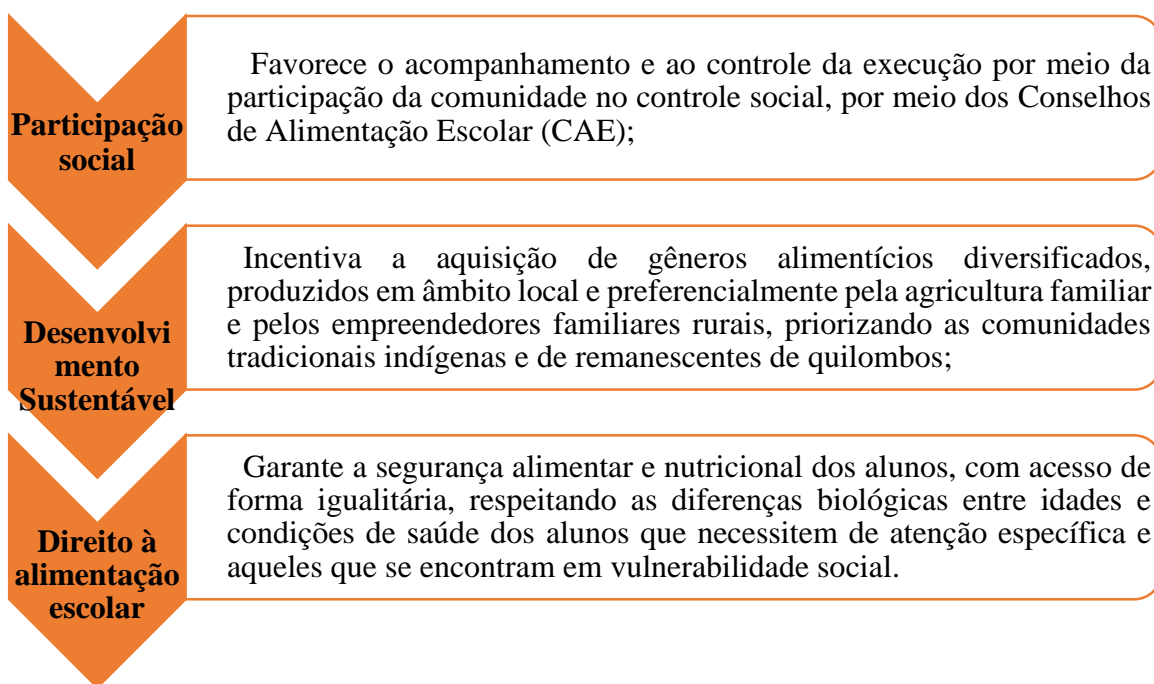 Participação
social
Favorece o acompanhamento e ao controle da execução por meio da
participação da comunidade no controle social, por meio dos Conselhos
de Alimentação Escolar (CAE);
Desenvolvi
mento
Sustentável
Incentiva a aquisição de gêneros alimentícios diversificados,
produzidos em âmbito local e preferencialmente pela agricultura familiar
e pelos empreendedores familiares rurais, priorizando as comunidades
tradicionais indígenas e de remanescentes de quilombos;
Direito à
alimentação
escolar
Garante a segurança alimentar e nutricional dos alunos, com acesso de
forma igualitária, respeitando as diferenças biológicas entre idades e
condições de saúde dos alunos que necessitem de atenção específica e
aqueles que se encontram em vulnerabilidade social.